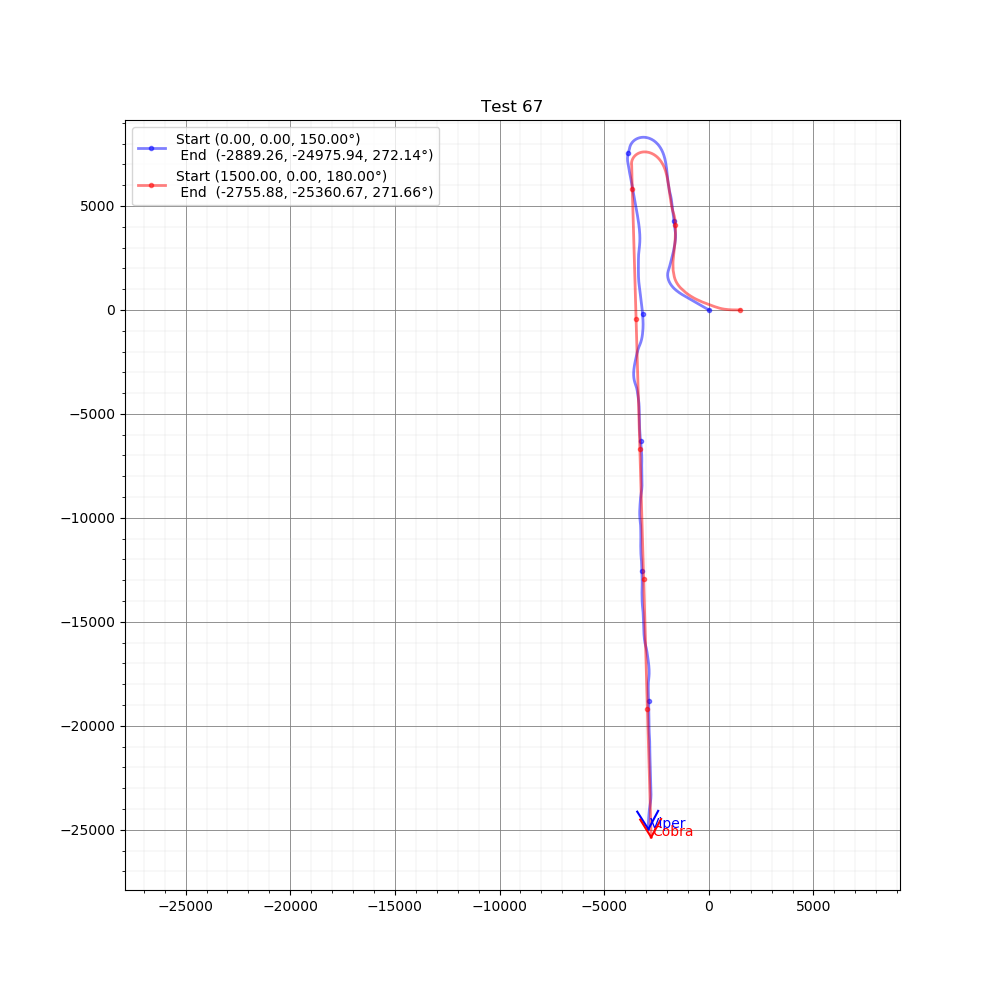 Test 67
Start (0.00, 0.00, 150.00°)
End (-2889.26, -24975.94, 272.14°)
Start (1500.00, 0.00, 180.00°)
End (-2755.88, -25360.67, 271.66°)
5000
0
−5000
−10000
−15000
−20000
−25000
Viper
Cobra
−25000 −20000 −15000 −10000 −5000 0 5000